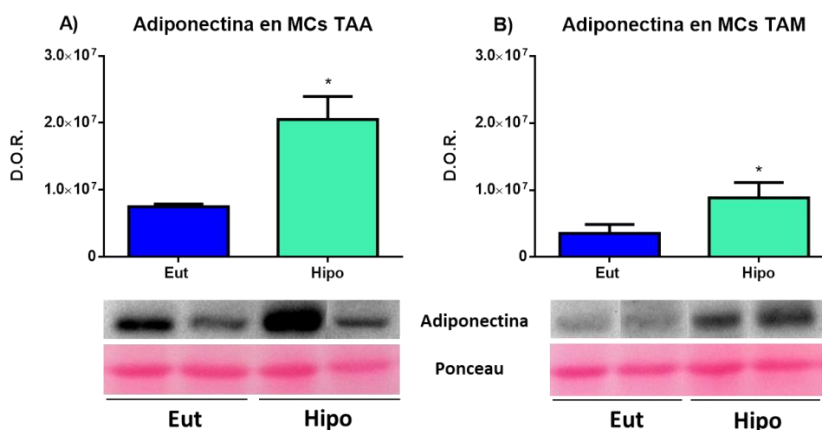 A) Adiponectina en MCs TAA
3.0×10⁷
2.0×10⁷
1.0×10⁷
0
D.O.R.
*
Eut
Hipo
B) Adiponectina en MCs TAM
3.0×10⁷
2.0×10⁷
1.0×10⁷
0
D.O.R.
*
Eut
Hipo
Adiponectina
Ponceau
Eut
Hipo
Eut
Hipo